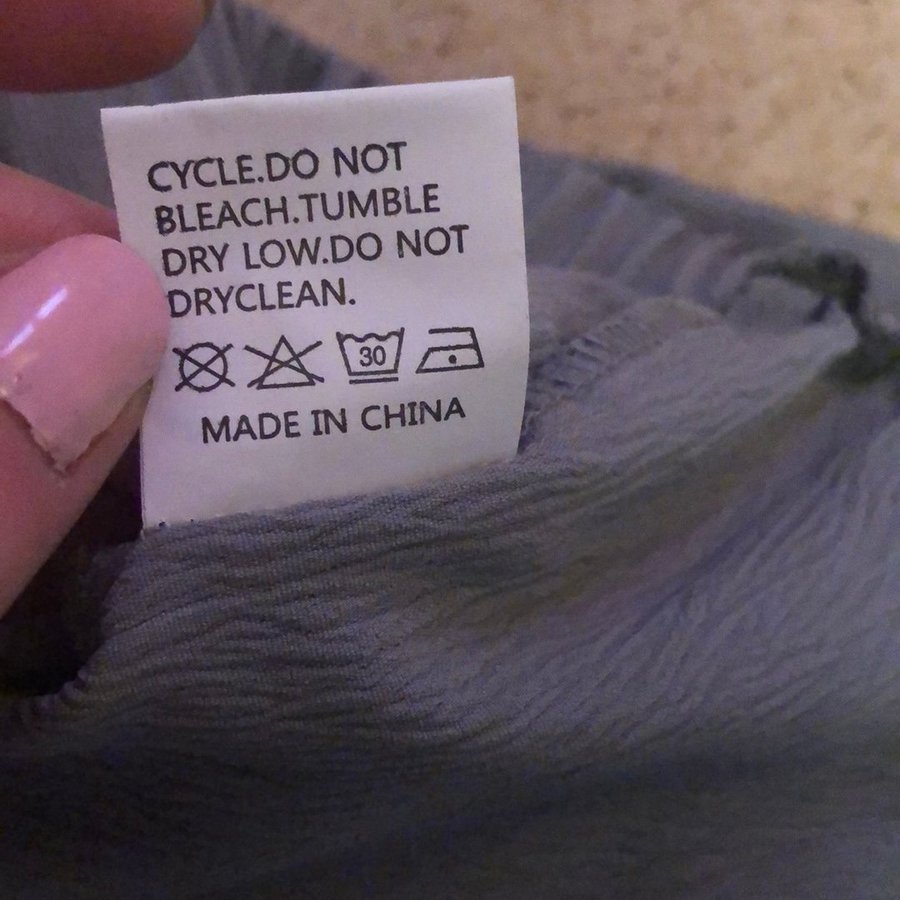 CYCLE.DO NOT
BLEACH.TUMBLE
DRY LOW.DO NOT
DRYCLEAN.
30
MADE IN CHINA